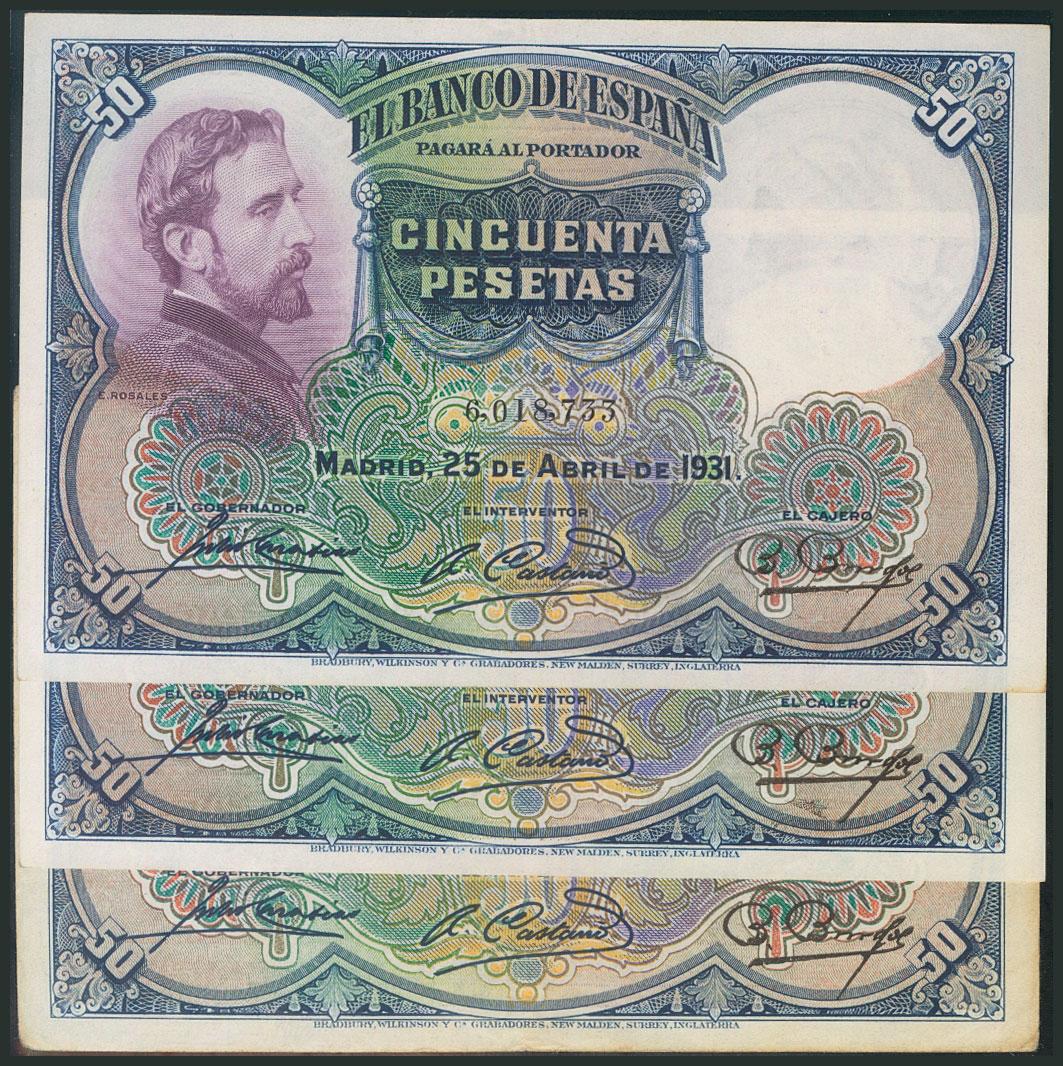 50 50
EL BANCO DE ESPAÑA
PAGARÁ AL PORTADOR
CINCUENTA
PESETAS
E. ROSALES
6,018,733
MADRID, 25 DE ABRIL DE 1931.
50
EL GOBERNADOR EL INTERVENTOR EL CAJERO
50 50
BRADBURY, WILKINSON Y Cª GRABADORES, NEW MALDEN, SURREY, INGLATERRA
EL GOBERNADOR EL INTERVENTOR EL CAJERO
50 50
BRADBURY, WILKINSON Y Cª GRABADORES, NEW MALDEN, SURREY, INGLATERRA
50 50
BRADBURY, WILKINSON Y Cª GRABADORES, NEW MALDEN, SURREY, INGLATERRA